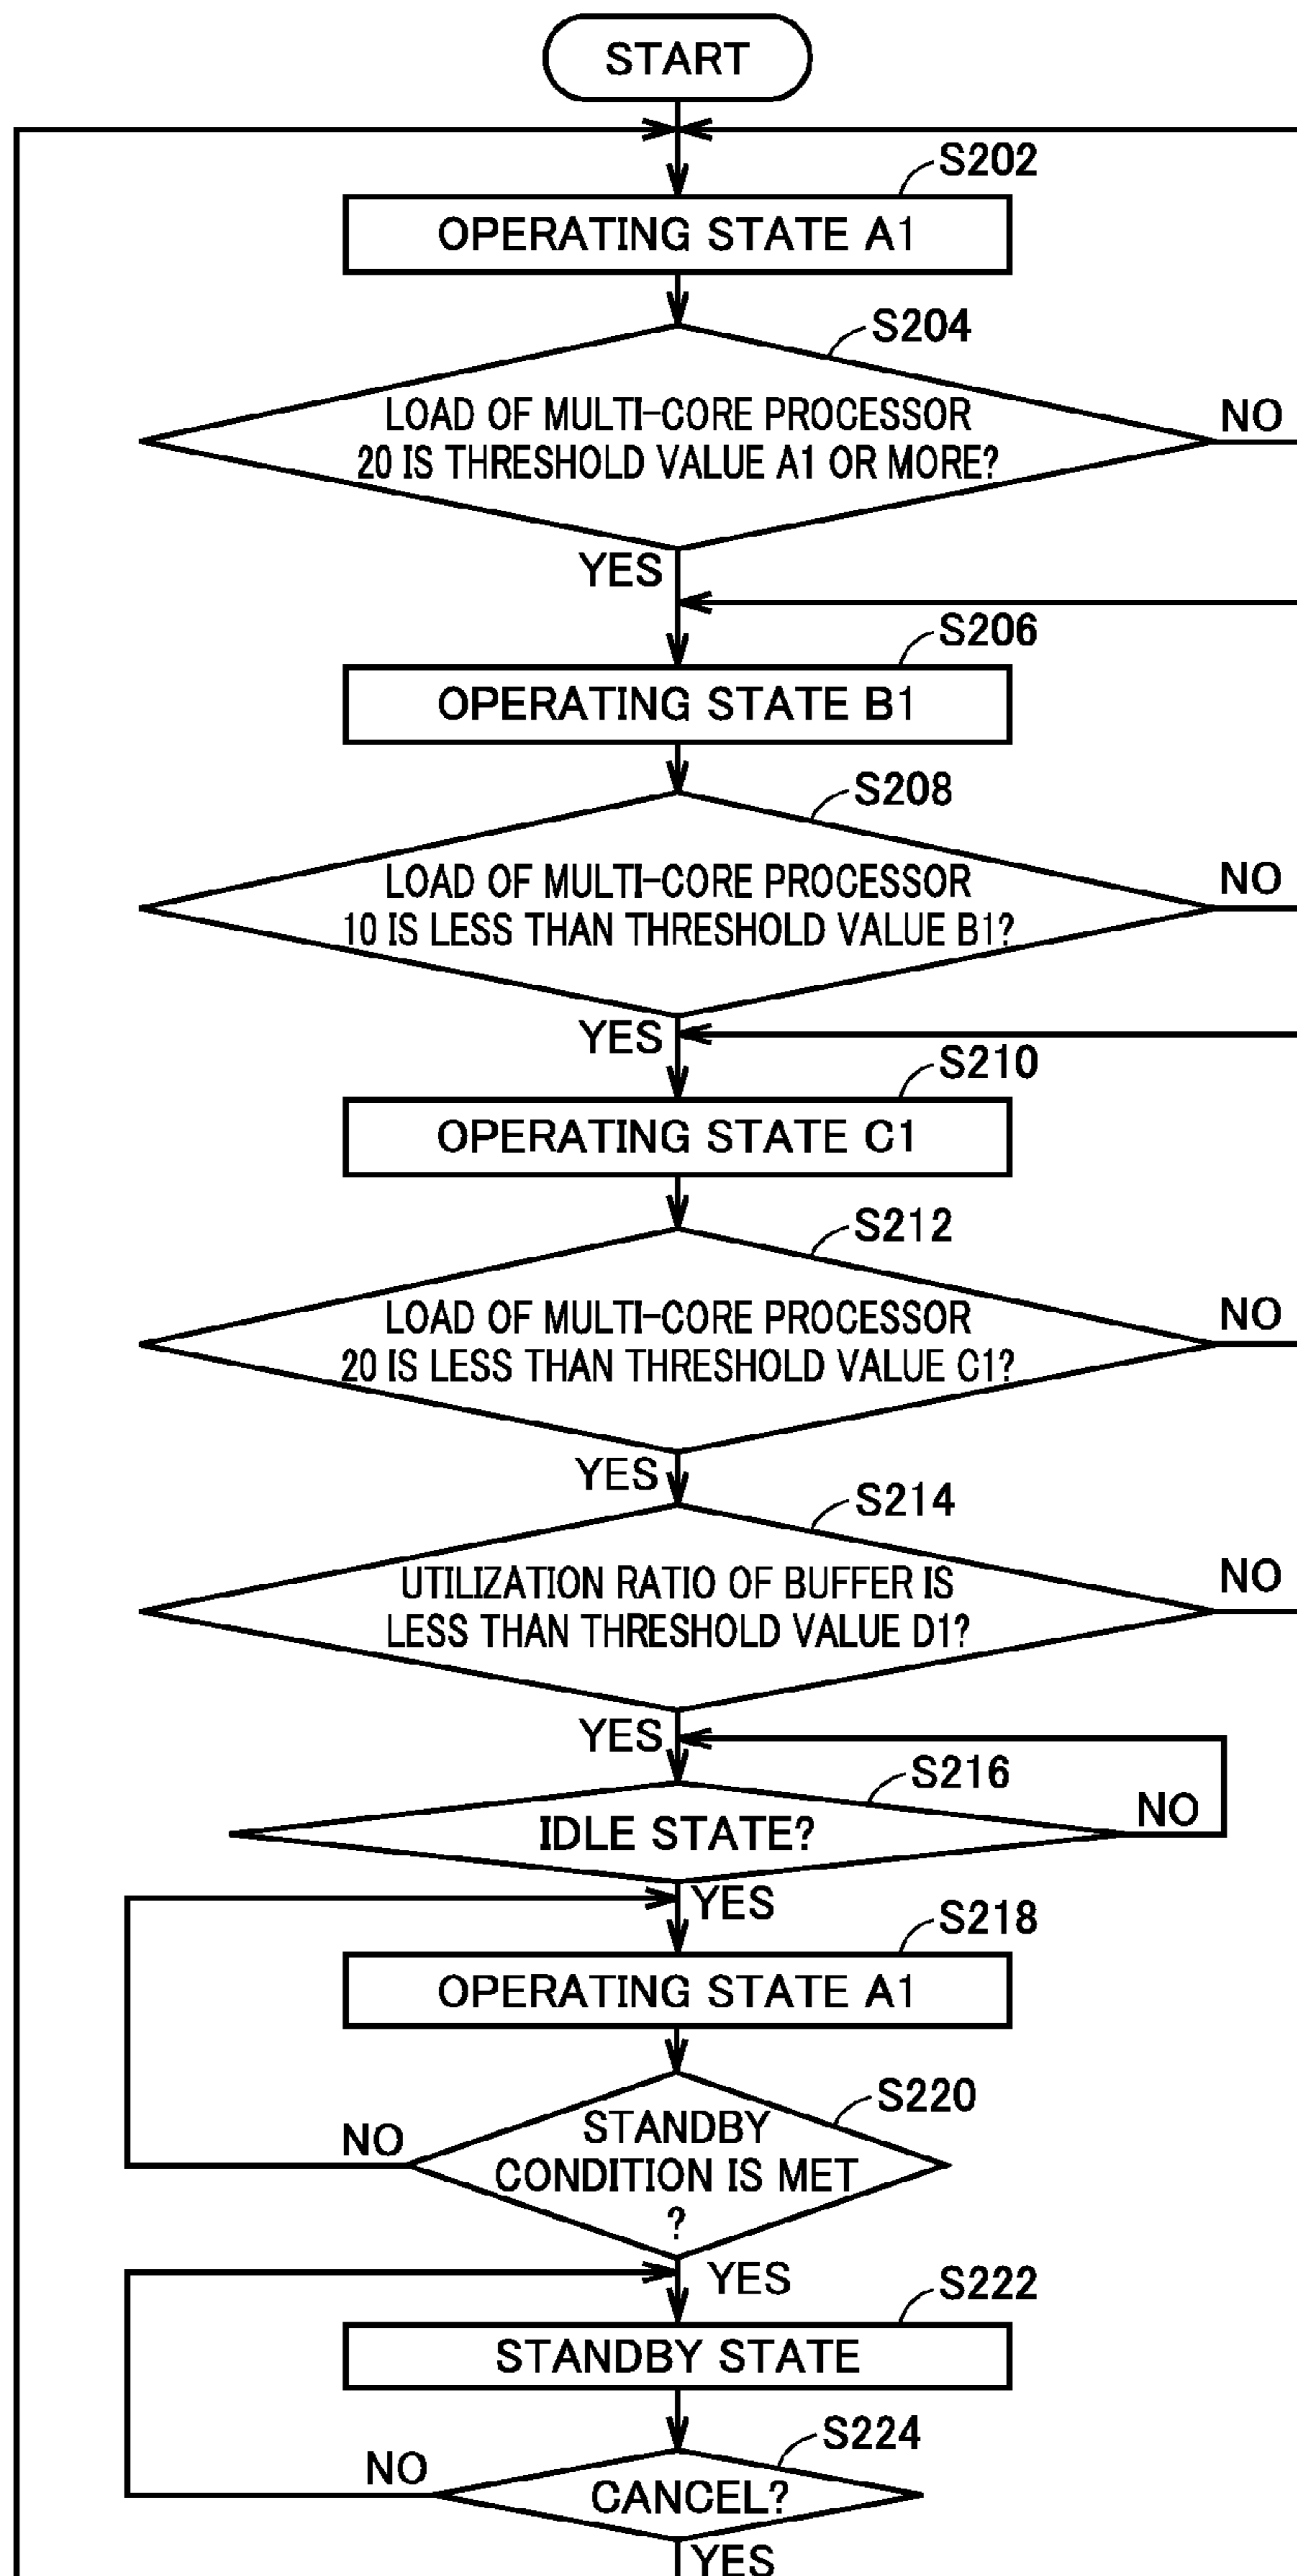 START
S202
OPERATING STATE A1
S204
LOAD OF MULTI-CORE PROCESSOR
20 IS THRESHOLD VALUE A1 OR MORE?
NO
YES
S206
OPERATING STATE B1
S208
LOAD OF MULTI-CORE PROCESSOR
10 IS LESS THAN THRESHOLD VALUE B1?
NO
YES
S210
OPERATING STATE C1
S212
LOAD OF MULTI-CORE PROCESSOR
20 IS LESS THAN THRESHOLD VALUE C1?
NO
YES
S214
UTILIZATION RATIO OF BUFFER IS
LESS THAN THRESHOLD VALUE D1?
NO
YES
S216
IDLE STATE?
NO
YES
S218
OPERATING STATE A1
S220
STANDBY
CONDITION IS MET
?
NO
YES
S222
STANDBY STATE
S224
CANCEL?
NO
YES